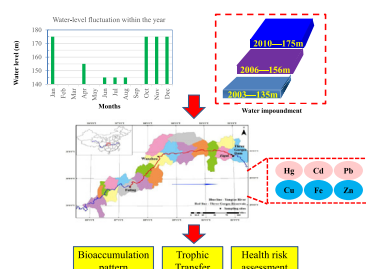 Water-level fluctuation within the year
Water level (m)
180
170
160
150
140
Jan
Feb
Mar
Apr
May
Jun
Jul
Aug
Sep
Oct
Nov
Dec
Months
2010—175m
2006—156m
2003—135m
Water impoundment
Hg Cd Pb
Cu Fe Zn
Bioaccumulation
pattern
Trophic
Transfer
Health risk
assessment